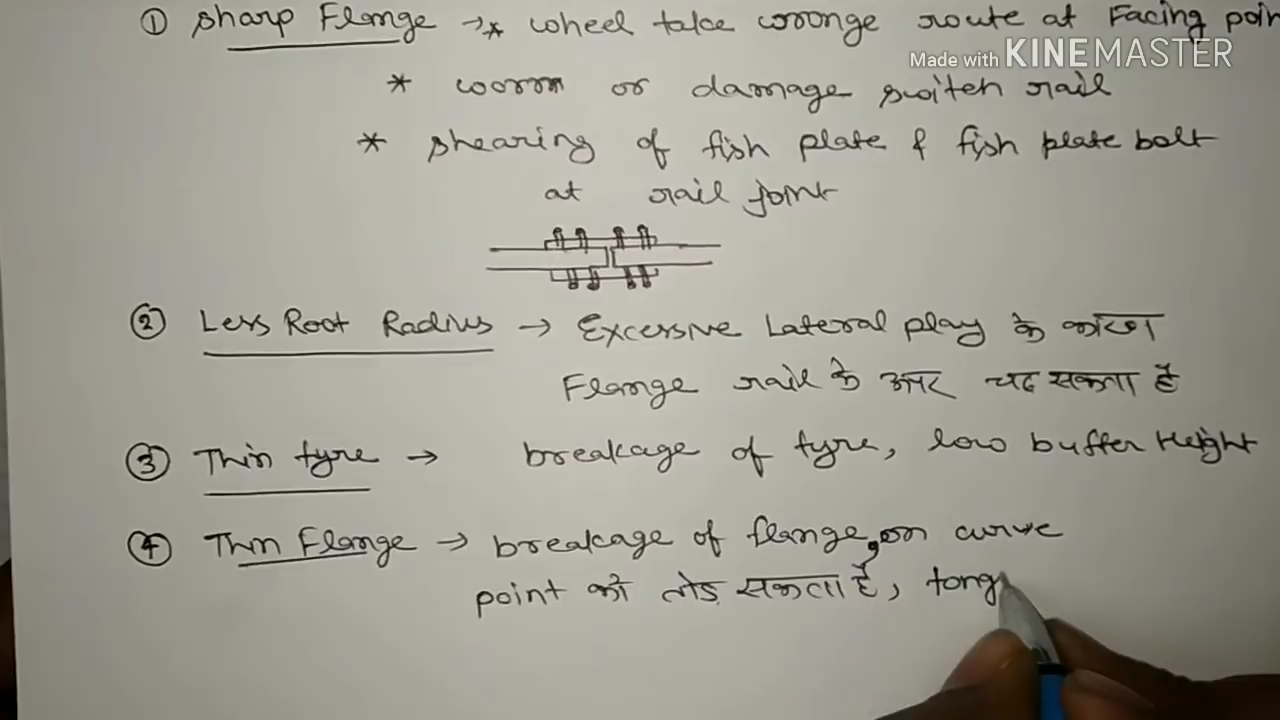 ① Sharp Flange → * wheel take wronge route at Facing poin
Made with KINEMASTER
* worm or damage switch rail
* shearing of fish plate & fish plate bolt
at rail joint
② Less Root Radius → Excessive Lateral play के कारण
Flange rail के ऊपर चढ सकता है
③ Thin tyre → breakage of tyre, low buffer Height
④ Thin Flange → breakage of flange, on curve
point को तोड़ सकता है, tong